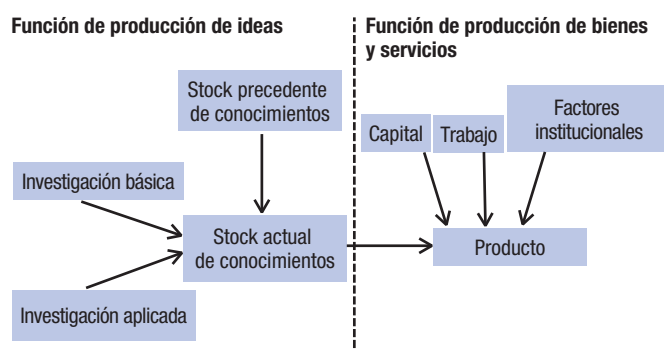 Función de producción de ideas
Función de producción de bienes
y servicios
Stock precedente
de conocimientos
Capital
Trabajo
Factores
institucionales
Investigación básica
Stock actual
de conocimientos
Producto
Investigación aplicada